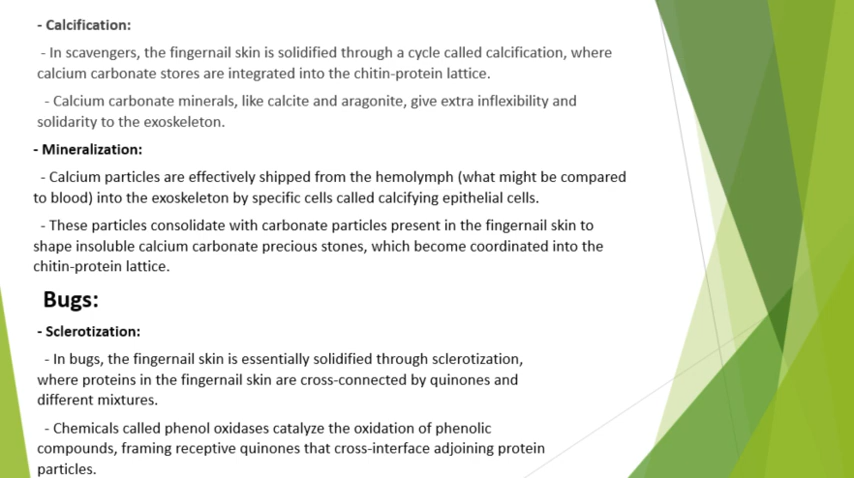 - Calcification:
- In scavengers, the fingernail skin is solidified through a cycle called calcification, where
calcium carbonate stores are integrated into the chitin-protein lattice.
- Calcium carbonate minerals, like calcite and aragonite, give extra inflexibility and
solidarity to the exoskeleton.
- Mineralization:
- Calcium particles are effectively shipped from the hemolymph (what might be compared
to blood) into the exoskeleton by specific cells called calcifying epithelial cells.
- These particles consolidate with carbonate particles present in the fingernail skin to
shape insoluble calcium carbonate precious stones, which become coordinated into the
chitin-protein lattice.
Bugs:
- Sclerotization:
- In bugs, the fingernail skin is essentially solidified through sclerotization,
where proteins in the fingernail skin are cross-connected by quinones and
different mixtures.
- Chemicals called phenol oxidases catalyze the oxidation of phenolic
compounds, framing receptive quinones that cross-interface adjoining protein
particles.